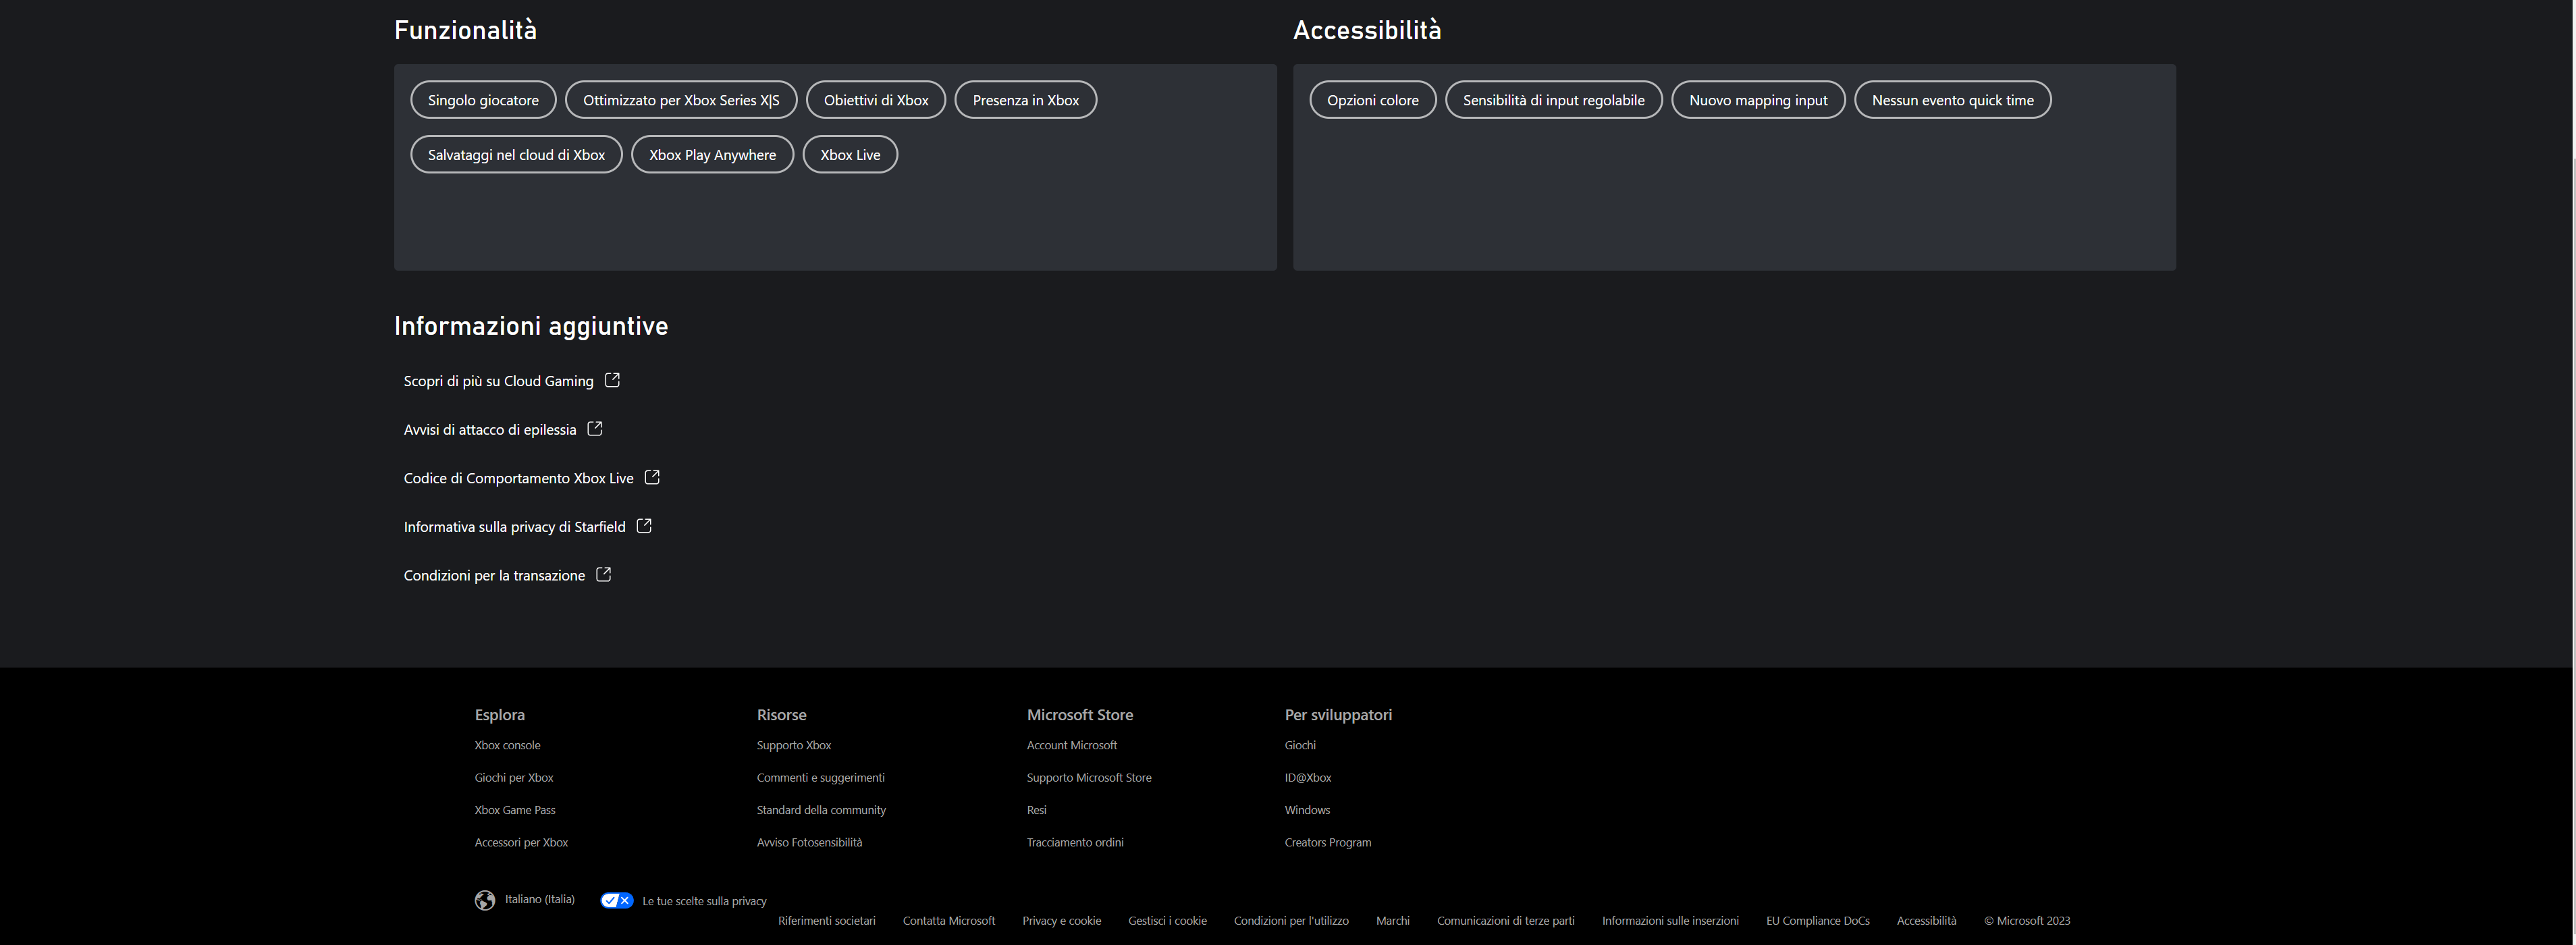 Funzionalità
Singolo giocatore
Ottimizzato per Xbox Series X|S
Obiettivi di Xbox
Presenza in Xbox
Salvataggi nel cloud di Xbox
Xbox Play Anywhere
Xbox Live
Accessibilità
Opzioni colore
Sensibilità di input regolabile
Nuovo mapping input
Nessun evento quick time
Informazioni aggiuntive
Scopri di più su Cloud Gaming
Avvisi di attacco di epilessia
Codice di Comportamento Xbox Live
Informativa sulla privacy di Starfield
Condizioni per la transazione
Esplora
Xbox console
Giochi per Xbox
Xbox Game Pass
Accessori per Xbox
Risorse
Supporto Xbox
Commenti e suggerimenti
Standard della community
Avviso Fotosensibilità
Microsoft Store
Account Microsoft
Supporto Microsoft Store
Resi
Tracciamento ordini
Per sviluppatori
Giochi
ID@Xbox
Windows
Creators Program
Italiano (Italia)
Le tue scelte sulla privacy
Riferimenti societari
Contatta Microsoft
Privacy e cookie
Gestisci i cookie
Condizioni per l'utilizzo
Marchi
Comunicazioni di terze parti
Informazioni sulle inserzioni
EU Compliance DoCs
Accessibilità
© Microsoft 2023